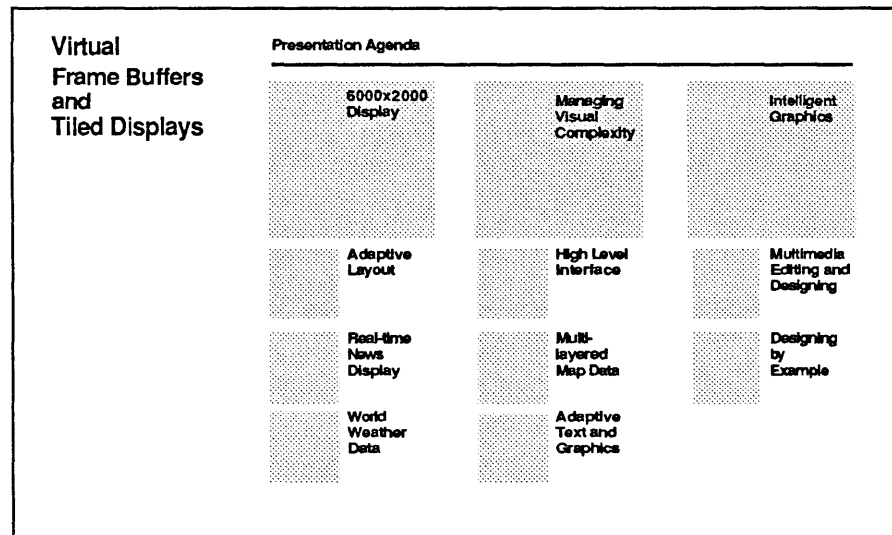 Virtual
Frame Buffers
and
Tiled Displays
Presentation Agenda
6000x2000
Display
Adaptive
Layout
Real-time
News
Display
World
Weather
Data
Managing
Visual
Complexity
High Level
Interface
Multi-
layered
Map Data
Adaptive
Text and
Graphics
Intelligent
Graphics
Multimedia
Editing and
Designing
Designing
by
Example